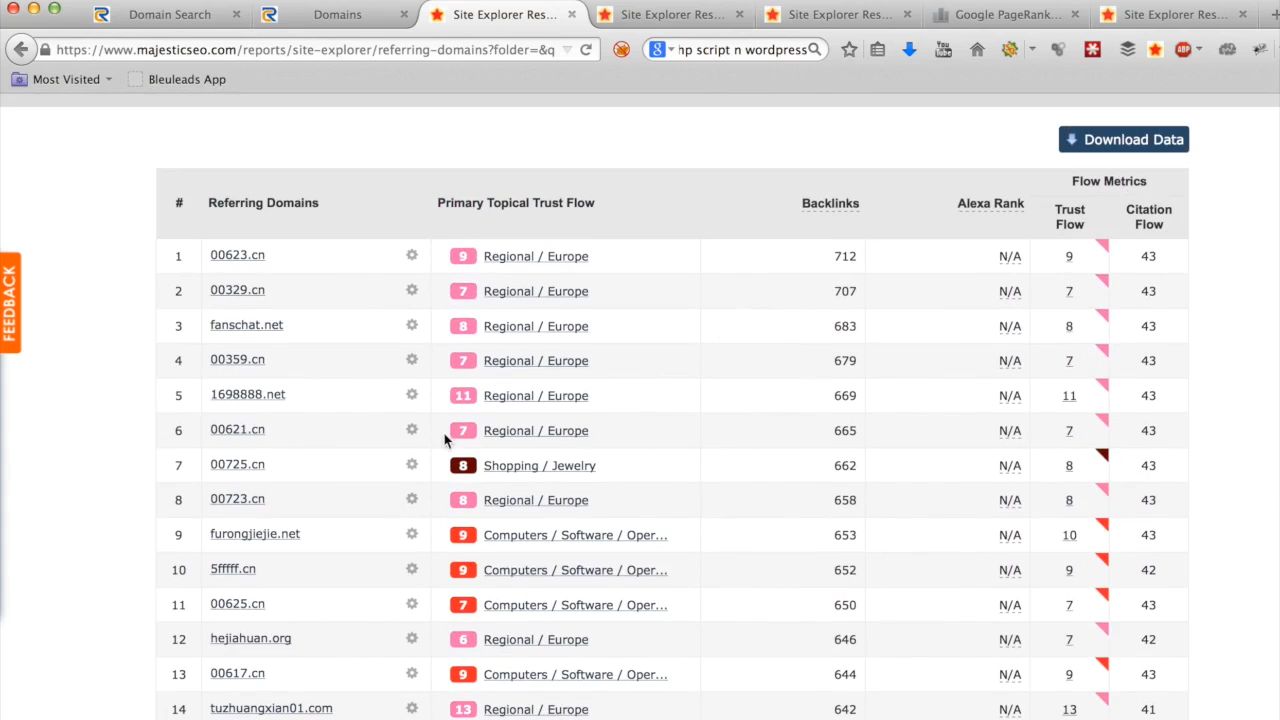 Domain Search × Domains × Site Explorer Res... × Site Explorer Res... × Site Explorer Res... × Google PageRank... × Site Explorer Res... ×
https://www.majesticseo.com/reports/site-explorer/referring-domains?folder=&q 8 hp script n wordpress You Tube ABP
Most Visited Bleuleads App
Download Data
Flow Metrics
# Referring Domains Primary Topical Trust Flow Backlinks Alexa Rank Trust Flow Citation Flow
1 00623.cn 9 Regional / Europe 712 N/A 9 43
2 00329.cn 7 Regional / Europe 707 N/A 7 43
3 fanschat.net 8 Regional / Europe 683 N/A 8 43
4 00359.cn 7 Regional / Europe 679 N/A 7 43
5 1698888.net 11 Regional / Europe 669 N/A 11 43
6 00621.cn 7 Regional / Europe 665 N/A 7 43
7 00725.cn 8 Shopping / Jewelry 662 N/A 8 43
8 00723.cn 8 Regional / Europe 658 N/A 8 43
9 furongjiejie.net 9 Computers / Software / Oper... 653 N/A 10 43
10 5fffff.cn 9 Computers / Software / Oper... 652 N/A 9 42
11 00625.cn 7 Computers / Software / Oper... 650 N/A 7 43
12 hejiahuan.org 6 Regional / Europe 646 N/A 7 42
13 00617.cn 9 Computers / Software / Oper... 644 N/A 9 43
14 tuzhuangxian01.com 13 Regional / Europe 642 N/A 13 41
FEEDBACK